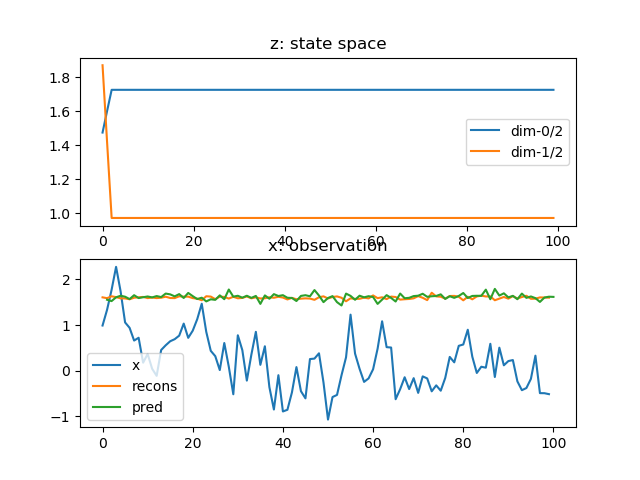 z: state space
1.8
1.6
1.4
1.2
1.0
dim-0/2
dim-1/2
0 20 40 60 80 100
x: observation
2
1
0
−1
x
recons
pred
0 20 40 60 80 100